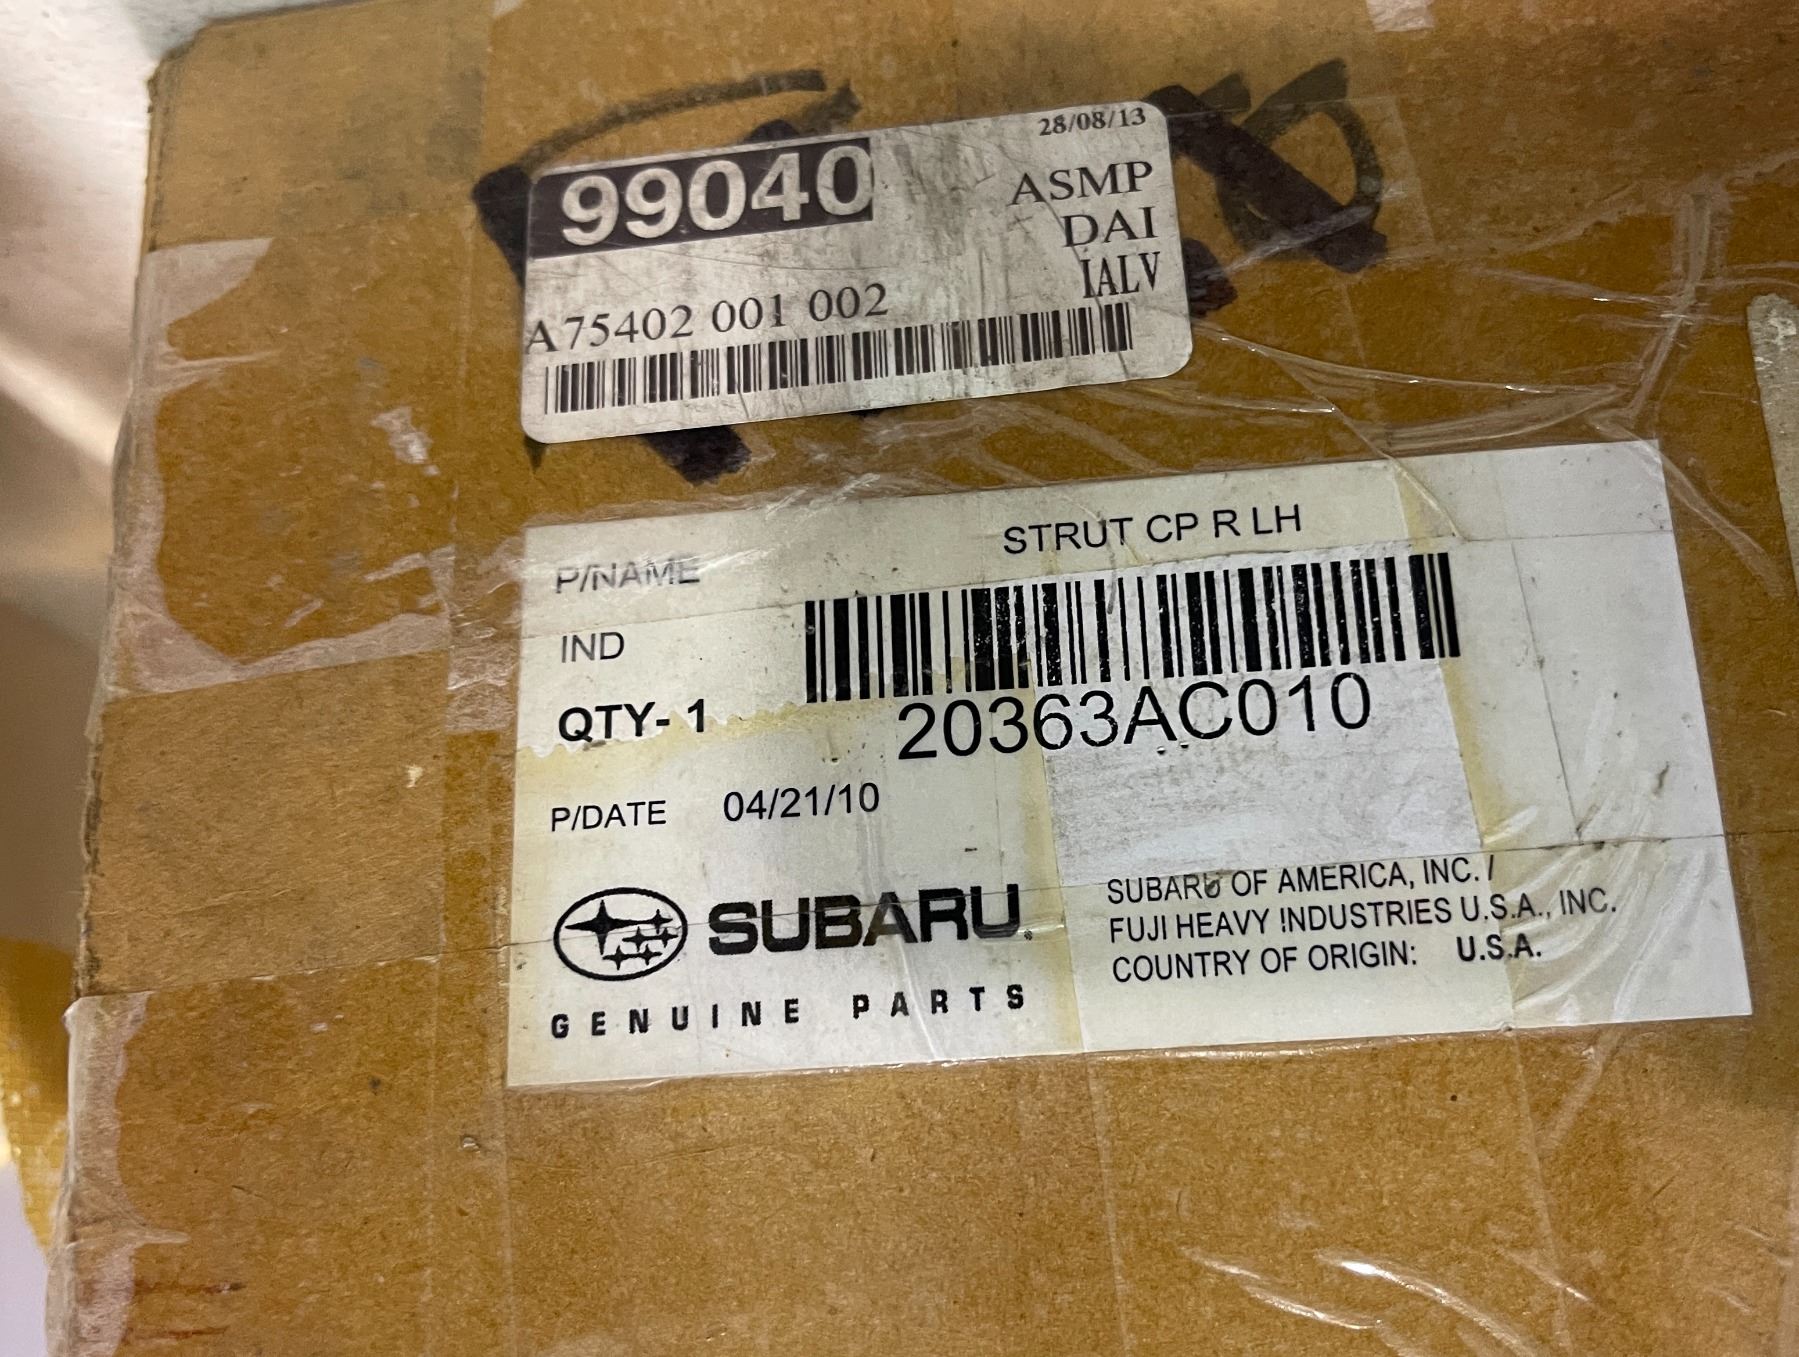 28/08/13
99040
ASMP
DAI
IALV
A75402 001 002
STRUT CP R LH
P/NAME
IND
QTY- 1
20363AC010
P/DATE 04/21/10
SUBARU
GENUINE PARTS
SUBARU OF AMERICA, INC. /
FUJI HEAVY INDUSTRIES U.S.A., INC.
COUNTRY OF ORIGIN: U.S.A.